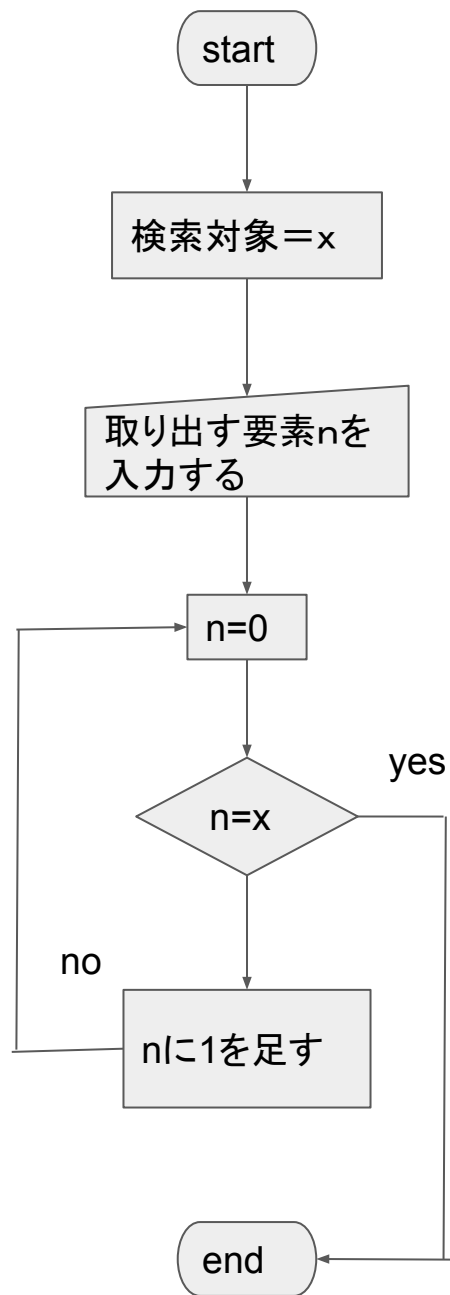 start
検索対象＝ｘ
取り出す要素ｎを
入力する
n=0
yes
n=x
no
nに1を足す
end